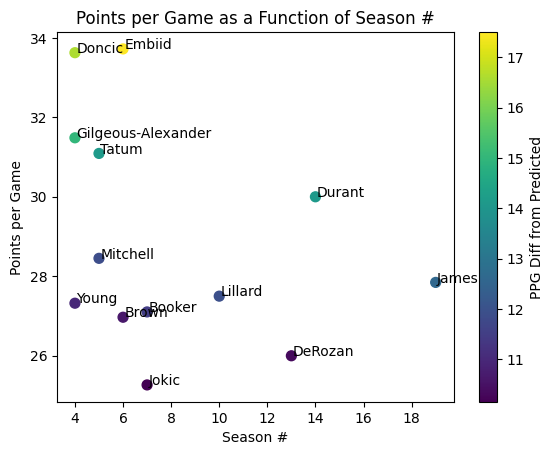 Points per Game as a Function of Season #
34
32
30
28
26
Points per Game
Doncic
Embiid
Gilgeous-Alexander
Tatum
Durant
Mitchell
James
Lillard
Young
Booker
Brown
DeRozan
Jokic
4 6 8 10 12 14 16 18
Season #
17
16
15
14
13
12
11
PPG Diff from Predicted